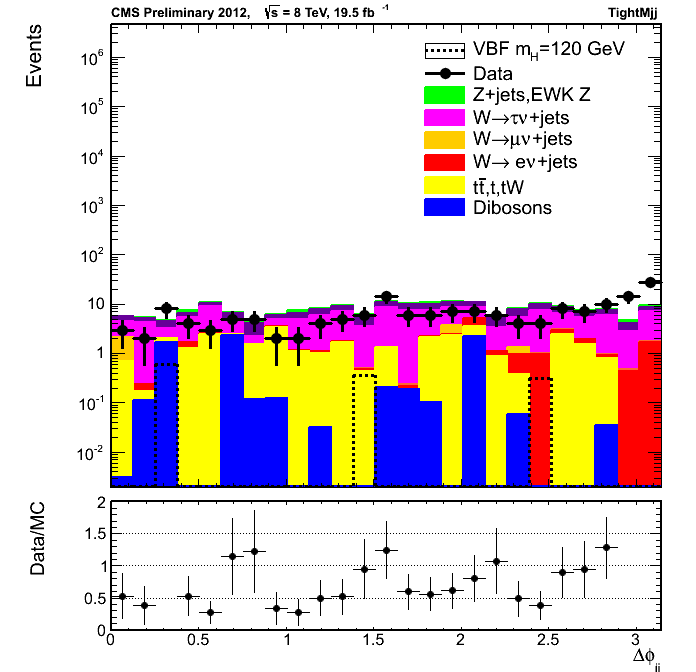 CMS Preliminary 2012, √s = 8 TeV, 19.5 fb⁻¹ TightMjj
Events
10⁶
10⁵
10⁴
10³
10²
10
1
10⁻¹
10⁻²
VBF m_H=120 GeV
Data
Z+jets,EWK Z
W→τν+jets
W→μν+jets
W→ eν+jets
tt̄,t,tW
Dibosons
Data/MC
2
1.5
1
0.5
0
0 0.5 1 1.5 2 2.5 3
Δϕ_jj